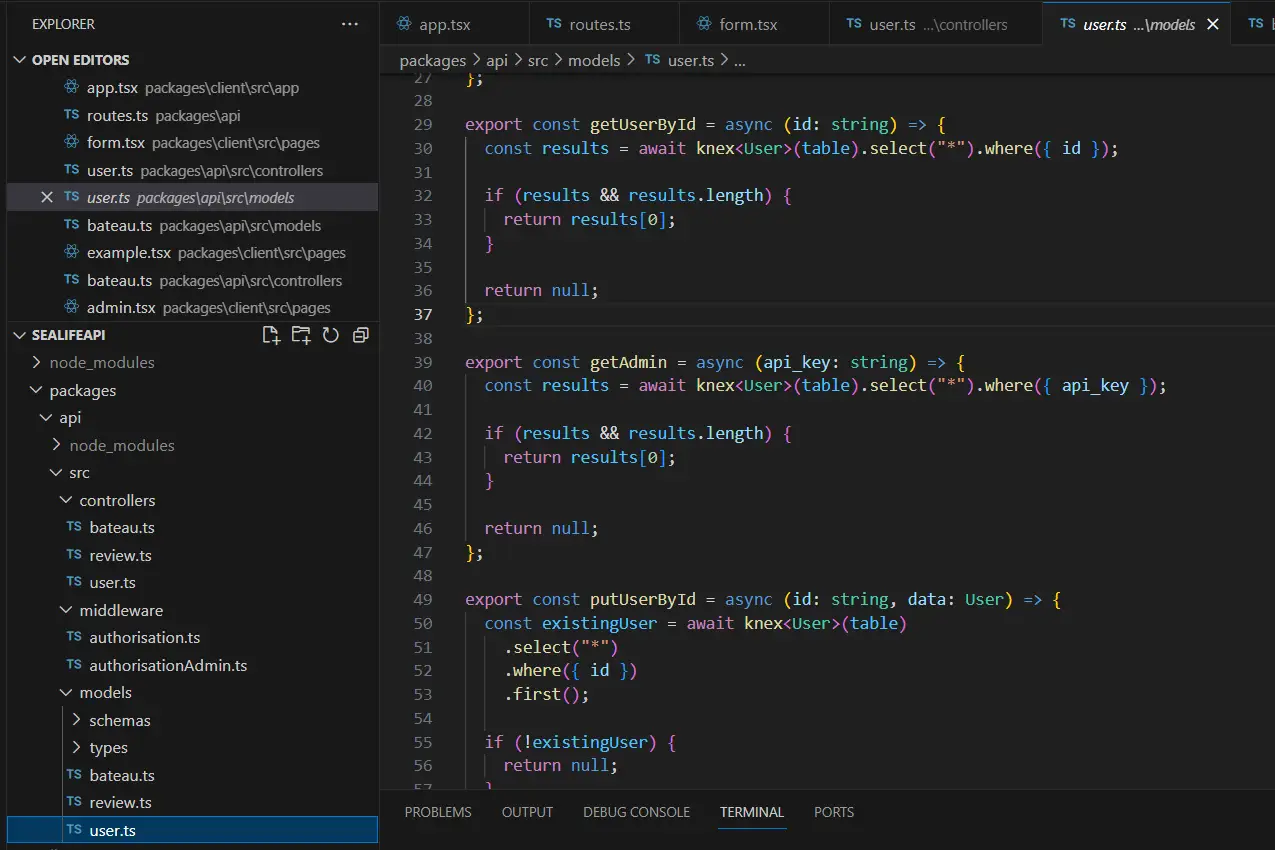 EXPLORER
...
OPEN EDITORS
app.tsx packages\client\src\app
TS routes.ts packages\api
form.tsx packages\client\src\pages
TS user.ts packages\api\src\controllers
TS user.ts packages\api\src\models
TS bateau.ts packages\api\src\models
example.tsx packages\client\src\pages
TS bateau.ts packages\api\src\controllers
admin.tsx packages\client\src\pages
SEALIFEAPI
node_modules
packages
api
node_modules
src
controllers
TS bateau.ts
TS review.ts
TS user.ts
middleware
TS authorisation.ts
TS authorisationAdmin.ts
models
schemas
types
TS bateau.ts
TS review.ts
TS user.ts
app.tsx
TS routes.ts
form.tsx
TS user.ts ...\controllers
TS user.ts ...\models
TS
packages > api > src > models > TS user.ts > ...
27 };
28
29 export const getUserById = async (id: string) => {
30 const results = await knex<User>(table).select("*").where({ id });
31
32 if (results && results.length) {
33 return results[0];
34 }
35
36 return null;
37 };
38
39 export const getAdmin = async (api_key: string) => {
40 const results = await knex<User>(table).select("*").where({ api_key });
41
42 if (results && results.length) {
43 return results[0];
44 }
45
46 return null;
47 };
48
49 export const putUserById = async (id: string, data: User) => {
50 const existingUser = await knex<User>(table)
51 .select("*")
52 .where({ id })
53 .first();
54
55 if (!existingUser) {
56 return null;
57 }
PROBLEMS OUTPUT DEBUG CONSOLE TERMINAL PORTS